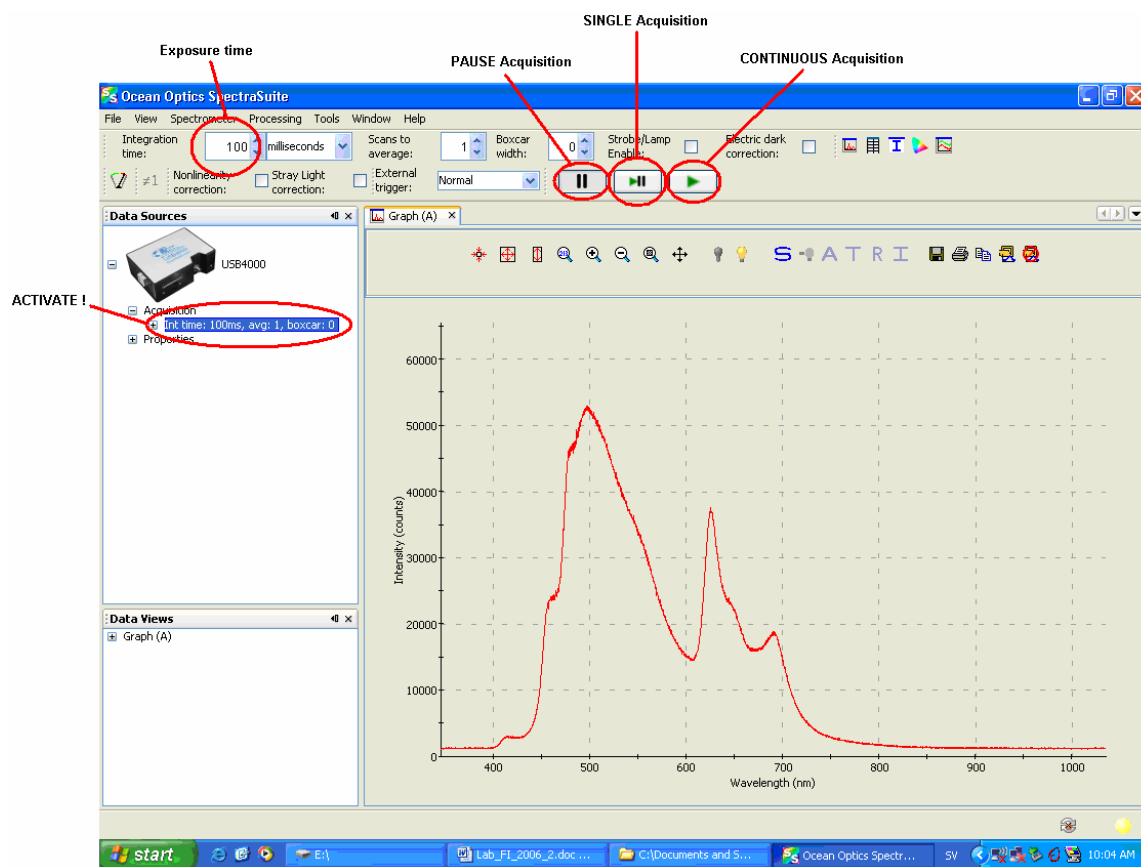 SINGLE Acquisition
Exposure time
PAUSE Acquisition
CONTINUOUS Acquisition
Ocean Optics SpectraSuite
File View Spectrometer Processing Tools Window Help
Integration time: 100 milliseconds Scans to average: 1 Boxcar width: 0 Strobe/Lamp Enable: Electric dark correction:
≠1 Nonlinearity correction: Stray Light correction: External trigger: Normal
Data Sources
Graph (A)
USB4000
S A T R I
ACTIVATE !
Acquisition
Int time: 100ms, avg: 1, boxcar: 0
Properties
60000
50000
40000
30000
20000
10000
0
Intensity (counts)
400 500 600 700 800 900 1000
Wavelength (nm)
Data Views
Graph (A)
start E:\ Lab_FI_2006_2.doc ... C:\Documents and S... Ocean Optics Spectr... SV 10:04 AM